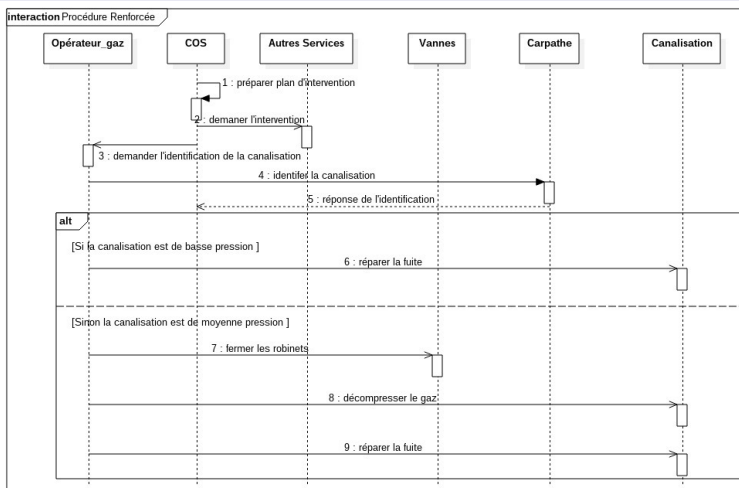 interaction Procédure Renforcée
Opérateur_gaz COS Autres Services Vannes Carpathe Canalisation
1 : préparer plan d'intervention
2 : demaner l'intervention
3 : demander l'identification de la canalisation
4 : identifer la canalisation
5 : réponse de l'identification
alt
[Si la canalisation est de basse pression ]
6 : réparer la fuite
[Sinon la canalisation est de moyenne pression ]
7 : fermer les robinets
8 : décompresser le gaz
9 : réparer la fuite